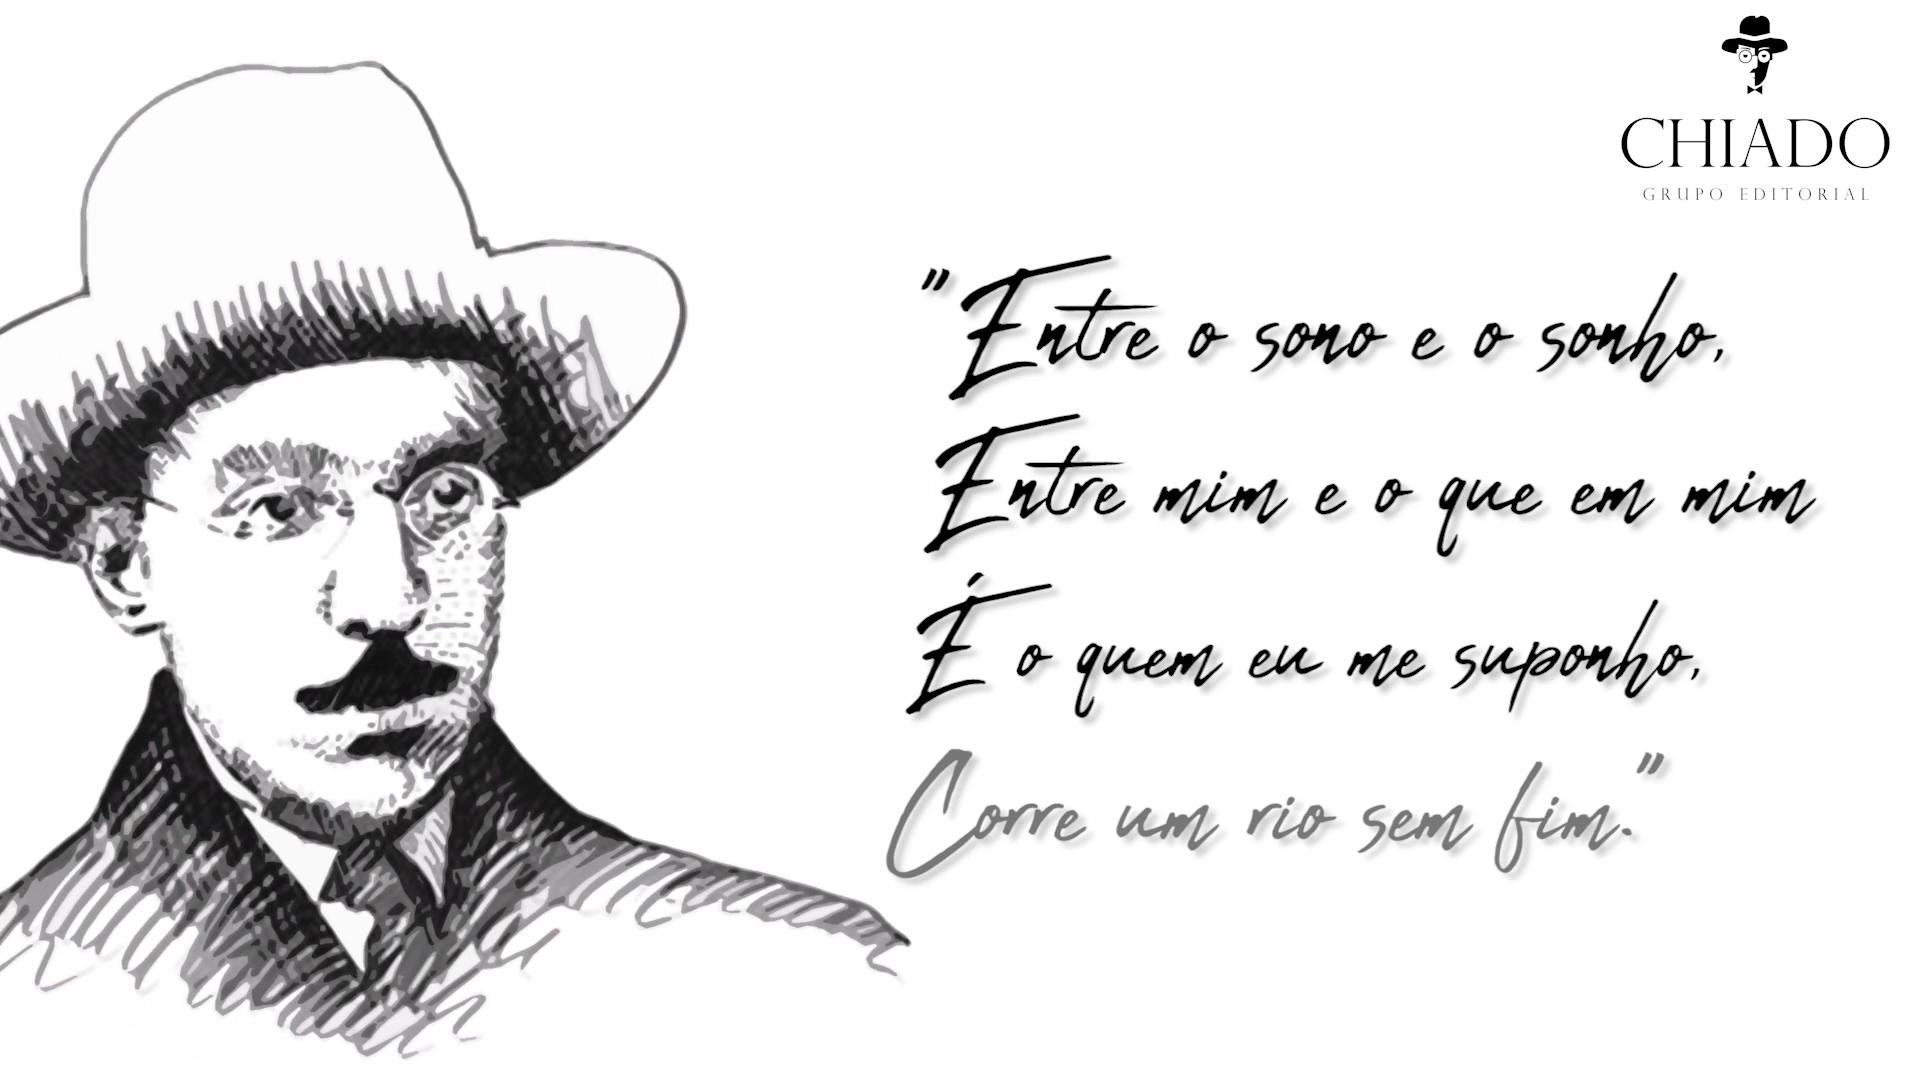 CHIADO
GRUPO EDITORIAL
"Entre o sono e o sonho,
Entre mim e o que em mim
É o quem eu me suponho,
Corre um rio sem fim."